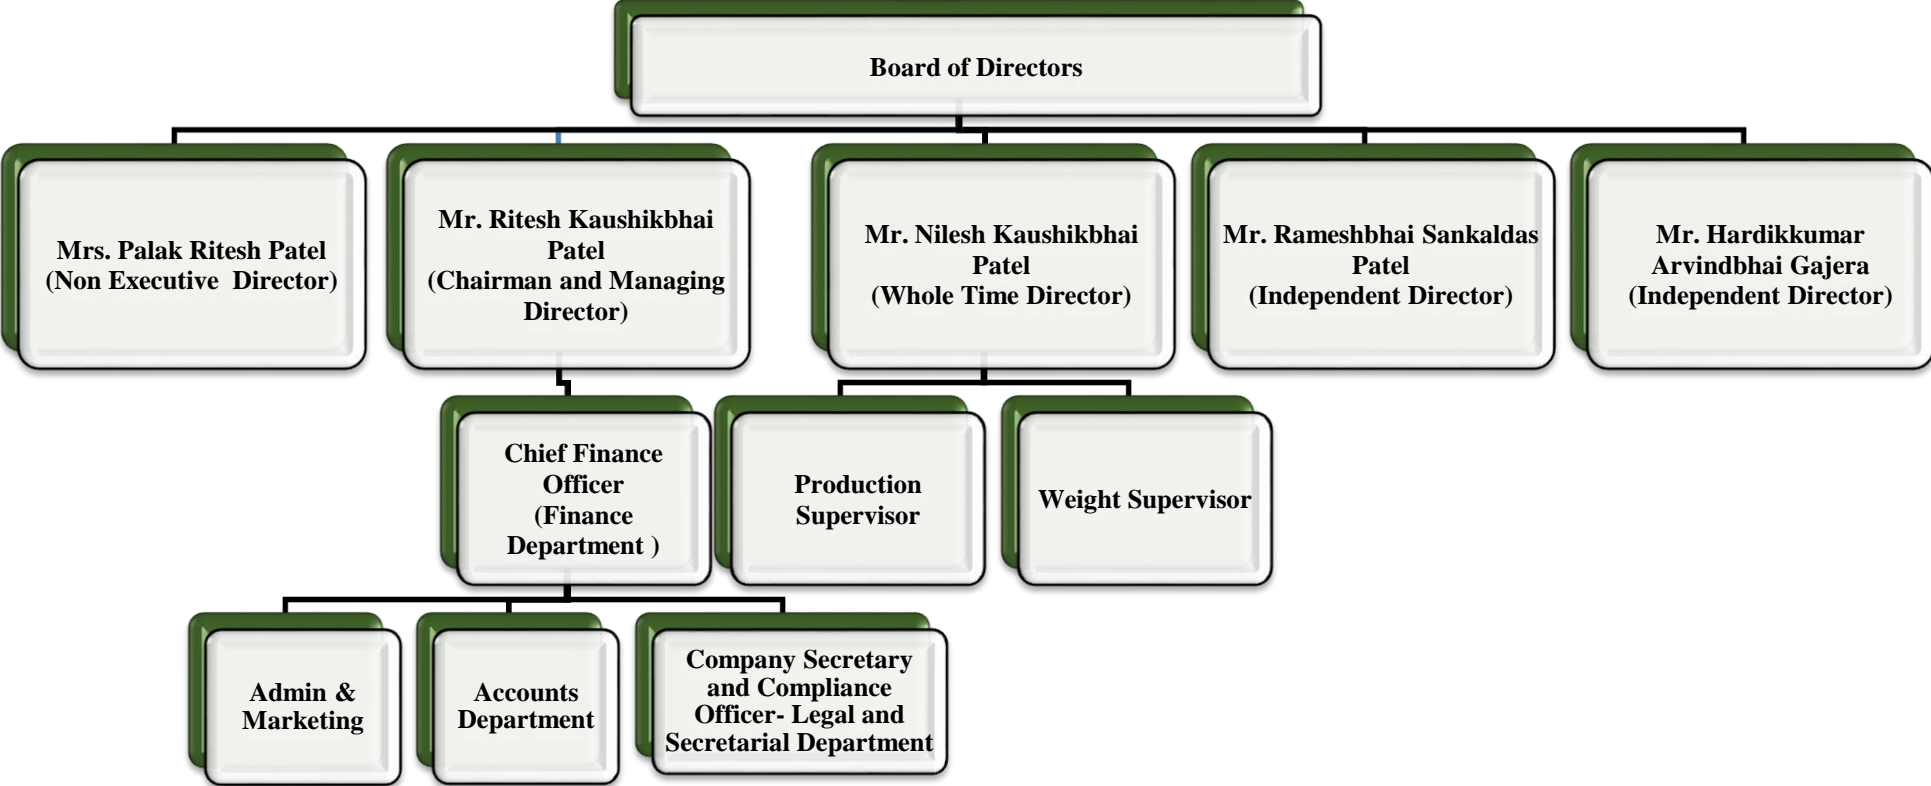 Board of Directors
Mrs. Palak Ritesh Patel
(Non Executive  Director)
Mr. Ritesh Kaushikbhai
Patel
(Chairman and Managing
Director)
Mr. Nilesh Kaushikbhai
Patel
(Whole Time Director)
Mr. Rameshbhai Sankaldas
Patel
(Independent Director)
Mr. Hardikkumar
Arvindbhai Gajera
(Independent Director)
Chief Finance
Officer
(Finance
Department )
Production
Supervisor
Weight Supervisor
Admin &
Marketing
Accounts
Department
Company Secretary
and Compliance
Officer- Legal and
Secretarial Department